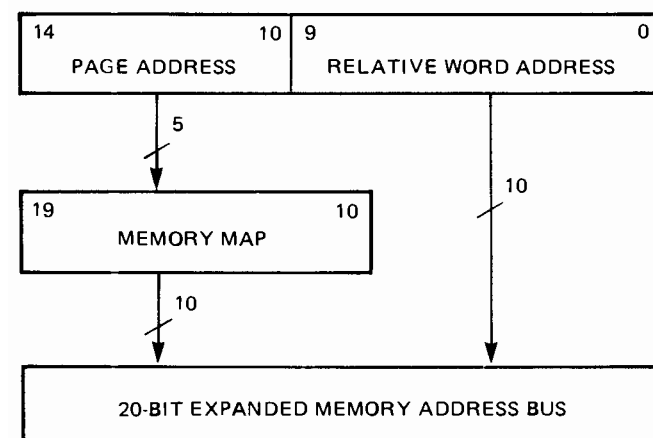 14 10 9 0
PAGE ADDRESS RELATIVE WORD ADDRESS
5
10
19 10
MEMORY MAP
10
20-BIT EXPANDED MEMORY ADDRESS BUS